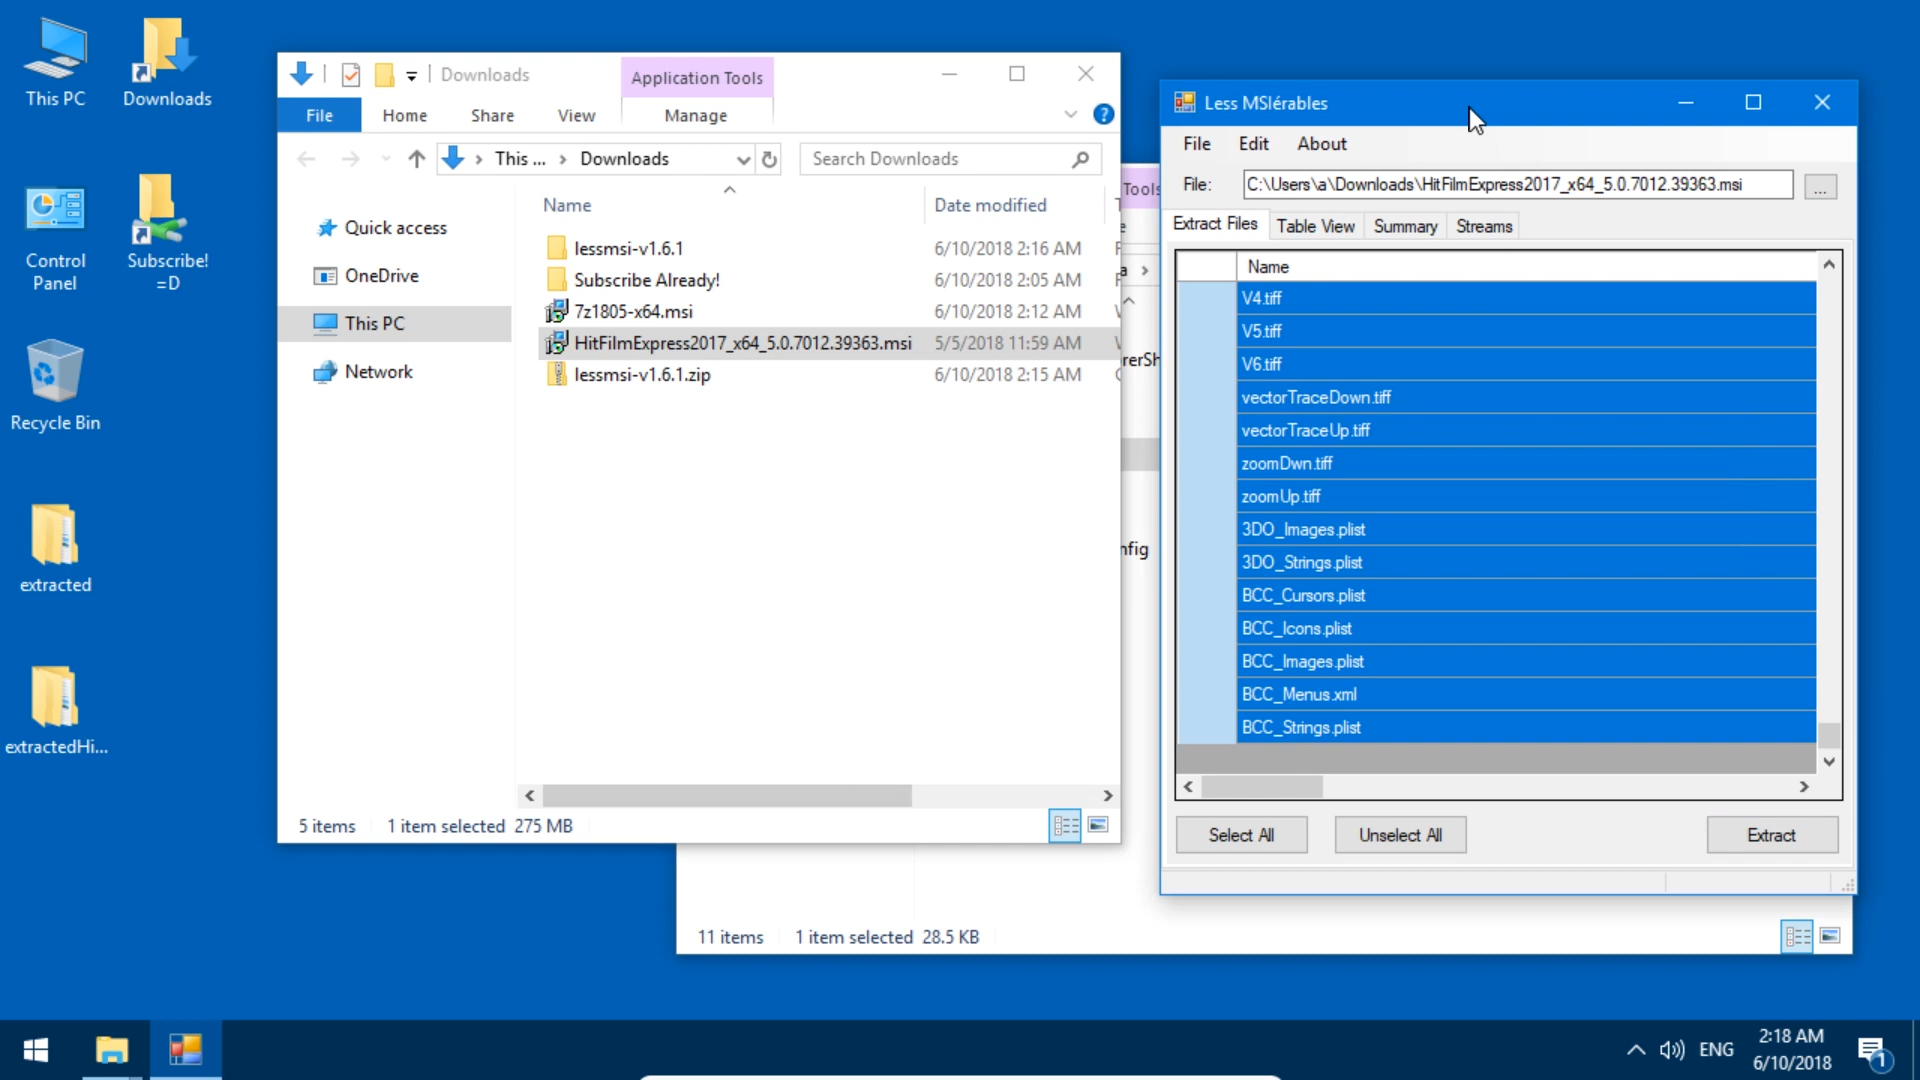 This PC
Downloads
Control
Panel
Subscribe!
=D
Recycle Bin
extracted
extractedHi...
Downloads
Application Tools
File
Home
Share
View
Manage
This ...
Downloads
Search Downloads
Quick access
OneDrive
This PC
Network
Name
Date modified
lessmsi-v1.6.1
6/10/2018 2:16 AM
Subscribe Already!
6/10/2018 2:05 AM
7z1805-x64.msi
6/10/2018 2:12 AM
HitFilmExpress2017_x64_5.0.7012.39363.msi
5/5/2018 11:59 AM
lessmsi-v1.6.1.zip
6/10/2018 2:15 AM
5 items
1 item selected 275 MB
Tools
rerSh
nfig
11 items
1 item selected 28.5 KB
Less MSIérables
File
Edit
About
File:
C:\Users\a\Downloads\HitFilmExpress2017_x64_5.0.7012.39363.msi
...
Extract Files
Table View
Summary
Streams
Name
V4.tiff
V5.tiff
V6.tiff
vectorTraceDown.tiff
vectorTraceUp.tiff
zoomDwn.tiff
zoomUp.tiff
3DO_Images.plist
3DO_Strings.plist
BCC_Cursors.plist
BCC_Icons.plist
BCC_Images.plist
BCC_Menus.xml
BCC_Strings.plist
Select All
Unselect All
Extract
ENG
2:18 AM
6/10/2018
1